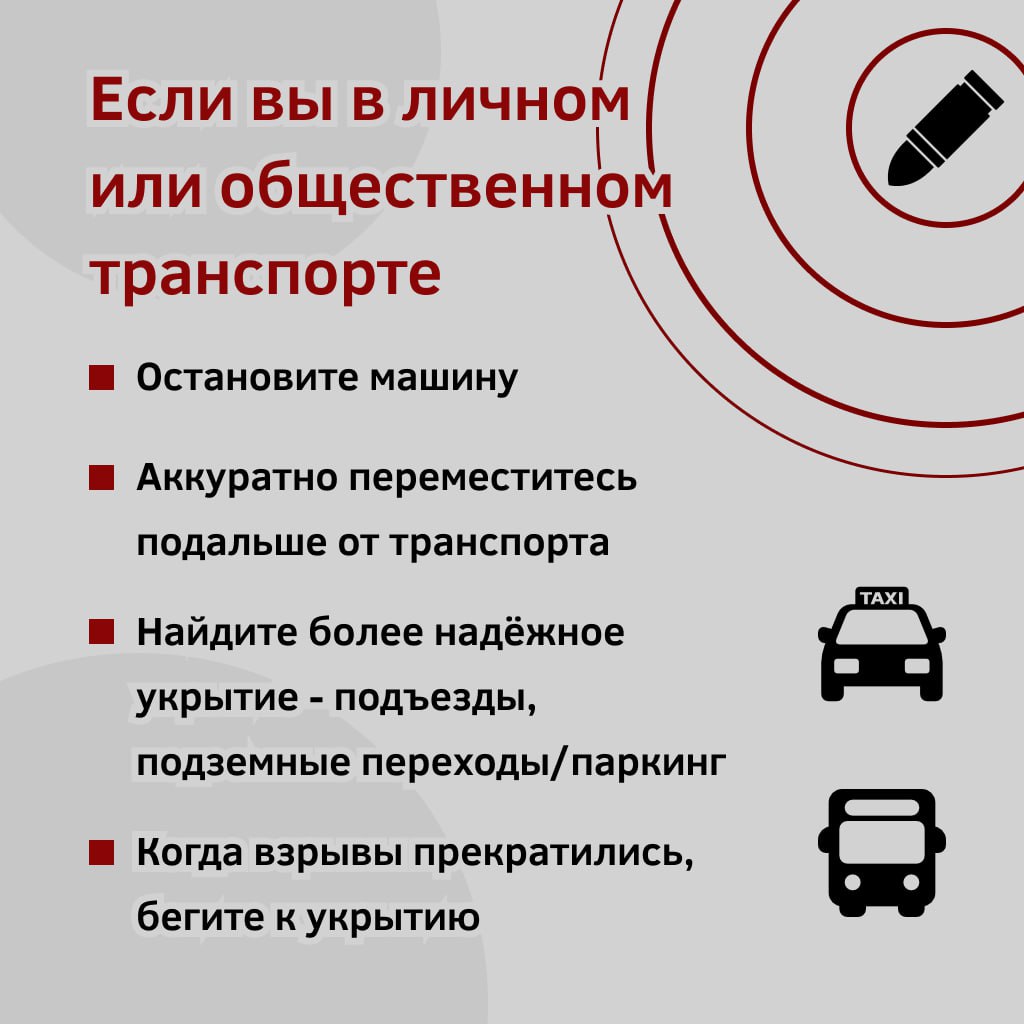 Если вы в личном
или общественном
транспорте
Остановите машину
Аккуратно переместитесь
подальше от транспорта
Найдите более надёжное
укрытие - подъезды,
подземные переходы/паркинг
TAXI
Когда взрывы прекратились,
бегите к укрытию